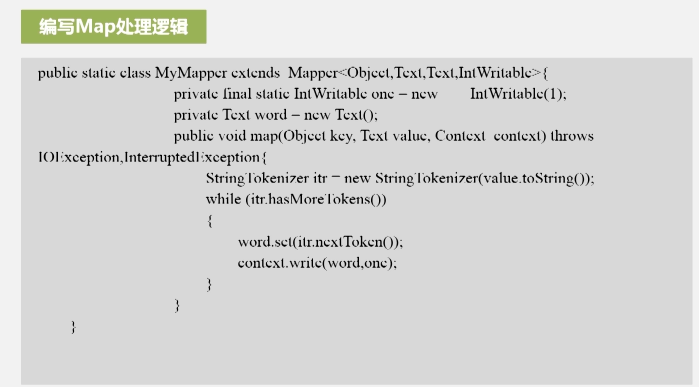 编写Map处理逻辑
public static class MyMapper extends Mapper<Object,Text,Text,IntWritable>{
private final static IntWritable one = new IntWritable(1);
private Text word = new Text();
public void map(Object key, Text value, Context context) throws
IOException,InterruptedException{
StringTokenizer itr = new StringTokenizer(value.toString());
while (itr.hasMoreTokens())
{
word.set(itr.nextToken());
context.write(word,one);
}
}
}